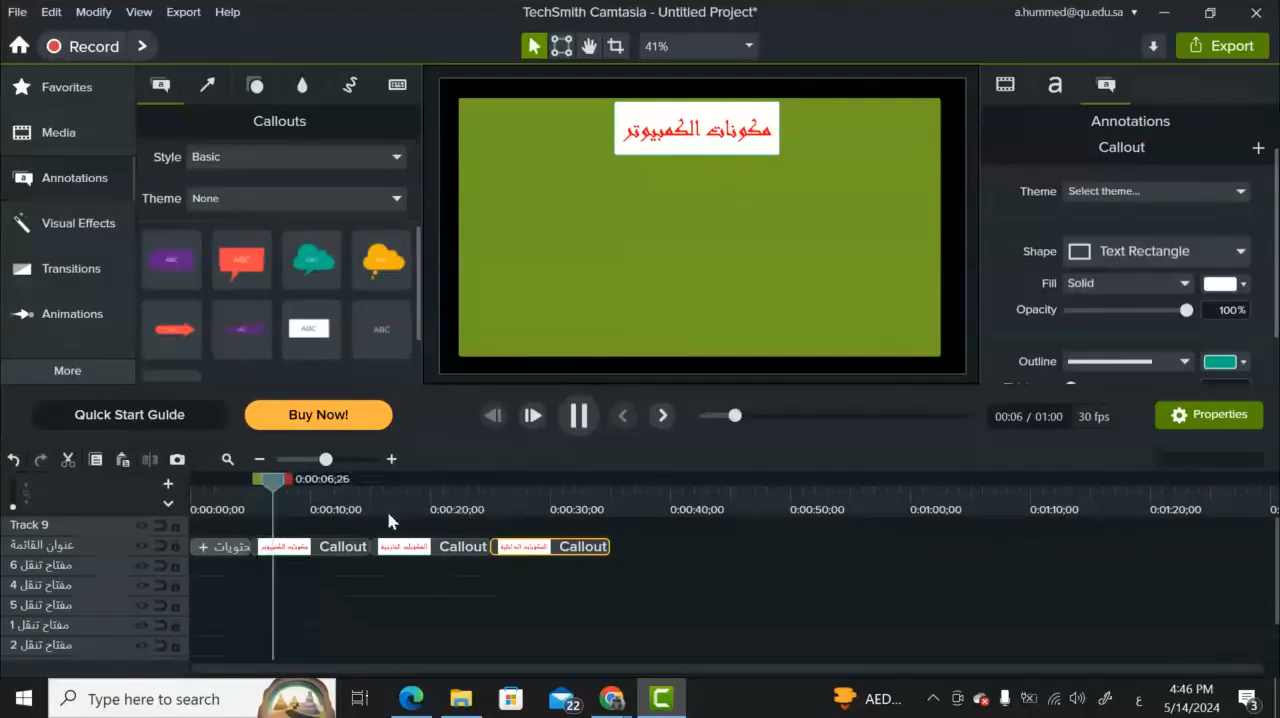 File Edit Modify View Export Help
TechSmith Camtasia - Untitled Project*
a.hummed@qu.edu.sa
Record
41%
Export
Favorites
Media
Annotations
Visual Effects
Transitions
Animations
More
Callouts
Style Basic
Theme None
ABC
ABC
ABC
ABC
مكونات الكمبيوتر
Annotations
Callout
Theme Select theme...
Shape Text Rectangle
Fill Solid
Opacity 100%
Outline
Quick Start Guide
Buy Now!
00:06 / 01:00 30 fps
Properties
0:00:06;26
0:00:00;00 0:00:10;00 0:00:20;00 0:00:30;00 0:00:40;00 0:00:50;00 0:01:00;00 0:01:10;00 0:01:20;00
Track 9
عنوان القائمة
+ حتويات مكونات الكمبيوتر Callout المكونات الخارجية Callout المكونات الداخلية Callout
مفتاح تنقل 6
مفتاح تنقل 4
مفتاح تنقل 5
مفتاح تنقل 1
مفتاح تنقل 2
Type here to search
22
AED...
ع
4:46 PM
5/14/2024
3